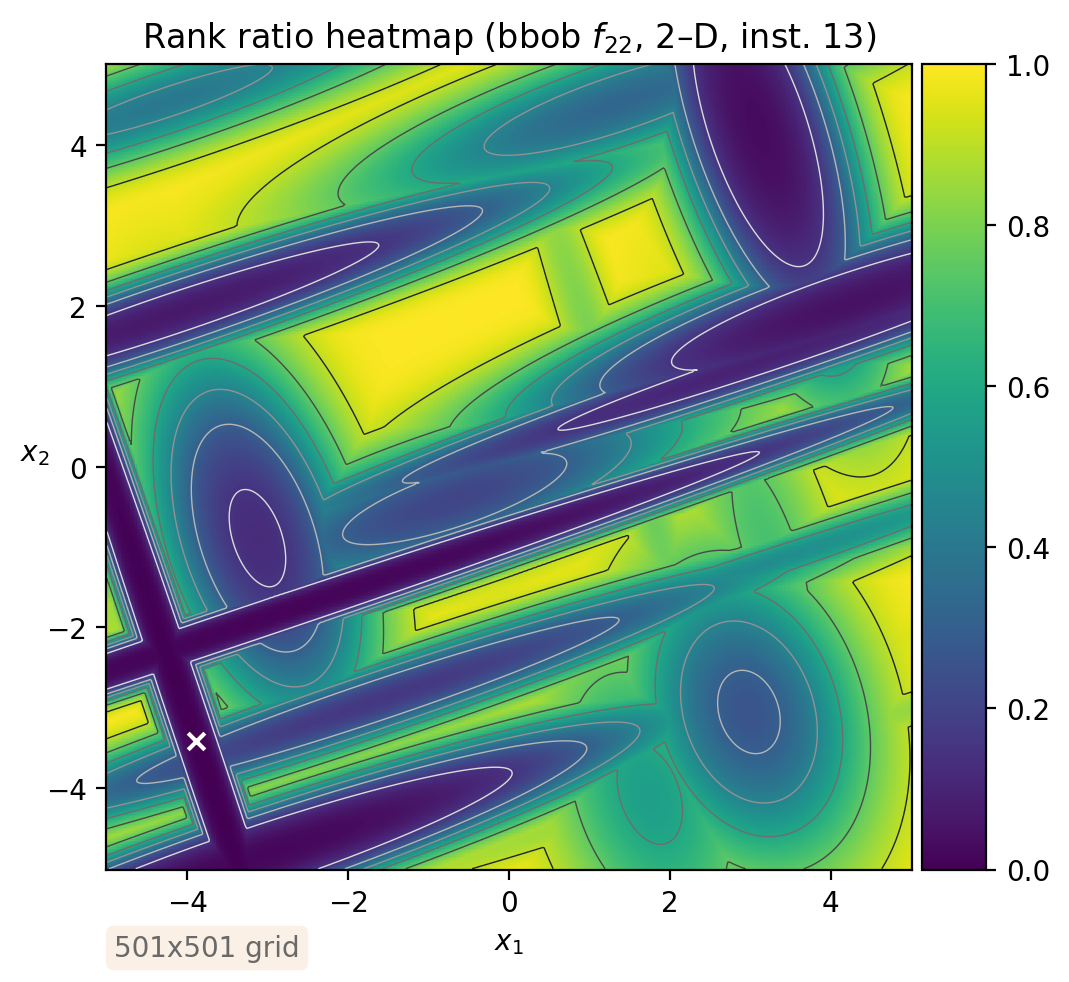 Rank ratio heatmap (bbob f₂₂, 2–D, inst. 13)
1.0
4
0.8
2
0.6
x₂
0
0.4
−2
0.2
−4
0.0
−4 −2 0 2 4
x₁
501x501 grid